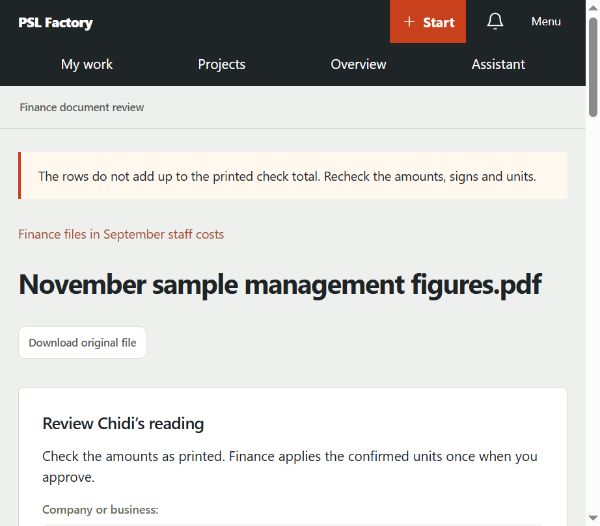 PSL Factory
+ Start
Menu
My work
Projects
Overview
Assistant
Finance document review
The rows do not add up to the printed check total. Recheck the amounts, signs and units.
Finance files in September staff costs
November sample management figures.pdf
Download original file
Review Chidi’s reading
Check the amounts as printed. Finance applies the confirmed units once when you
approve.
Company or business: